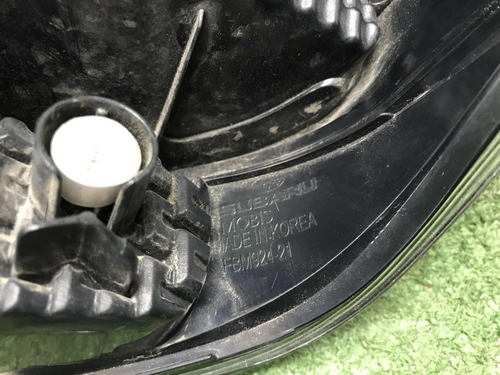 SUBARU
MOBIS
MADE IN KOREA
FBM924-21